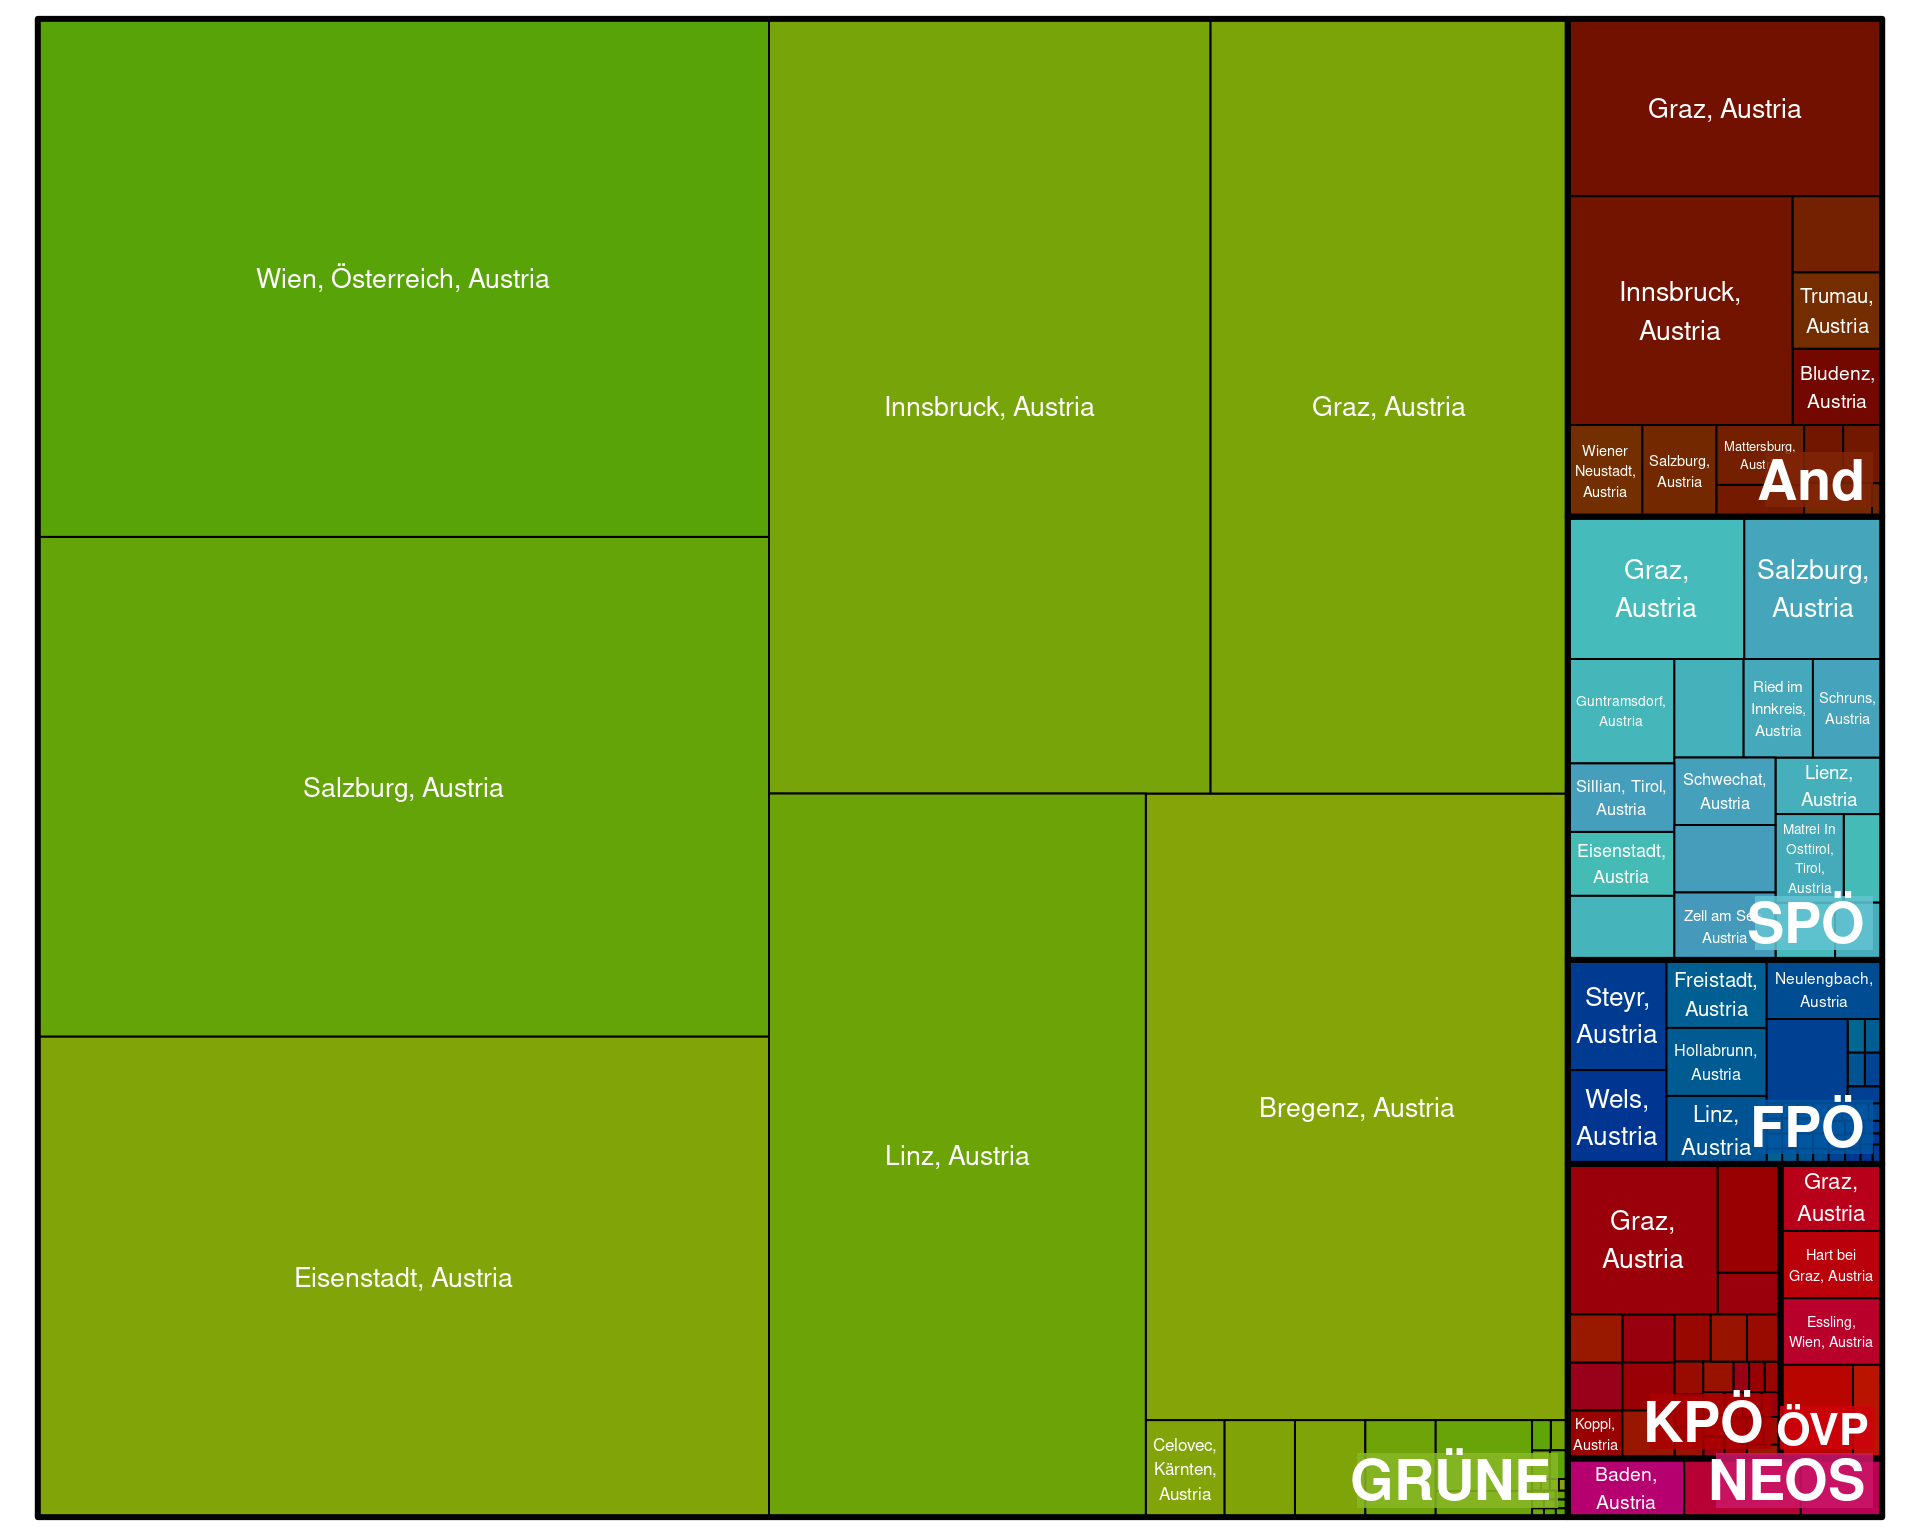 Wien, Österreich, Austria
Salzburg, Austria
Eisenstadt, Austria
Innsbruck, Austria
Graz, Austria
Linz, Austria
Bregenz, Austria
Celovec,
Kärnten,
Austria
GRÜNE
Graz, Austria
Innsbruck,
Austria
Trumau,
Austria
Bludenz,
Austria
Wiener
Neustadt,
Austria
Salzburg,
Austria
Mattersburg,
Aust
And
Graz,
Austria
Salzburg,
Austria
Guntramsdorf,
Austria
Ried im
Innkreis,
Austria
Schruns,
Austria
Sillian, Tirol,
Austria
Schwechat,
Austria
Lienz,
Austria
Eisenstadt,
Austria
Matrei In
Osttirol,
Tirol,
Austria
Zell am Se
Austria
SPÖ
Steyr,
Austria
Freistadt,
Austria
Neulengbach,
Austria
Hollabrunn,
Austria
Wels,
Austria
Linz,
Austria
FPÖ
Graz,
Austria
Koppl,
Austria
KPÖ
Graz,
Austria
Hart bei
Graz, Austria
Essling,
Wien, Austria
ÖVP
Baden,
Austria
NEOS